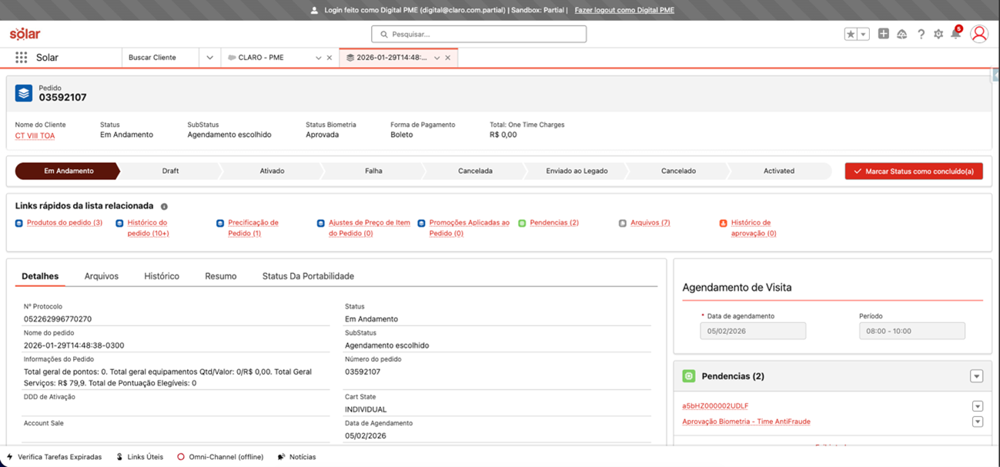 Login feito como Digital PME (digital@claro.com.partial) | Sandbox: Partial | Fazer logout como Digital PME
solar
Pesquisar...
5
Solar
Buscar Cliente
CLARO - PME
2026-01-29T14:48:...
Pedido
03592107
Nome do Cliente Status SubStatus Status Biometria Forma de Pagamento Total: One Time Charges
CT VIII TOA Em Andamento Agendamento escolhido Aprovada Boleto R$ 0,00
Em Andamento Draft Ativado Falha Cancelada Enviado ao Legado Cancelado Activated Marcar Status como concluído(a)
Links rápidos da lista relacionada
Produtos do pedido (3)
Histórico do
pedido (10+)
Precificação de
Pedido (1)
Ajustes de Preço de Item
do Pedido (0)
Promoções Aplicadas ao
Pedido (0)
Pendencias (2)
Arquivos (7)
Histórico de
aprovação (0)
Detalhes Arquivos Histórico Resumo Status Da Portabilidade
Nº Protocolo
052262996770270
Nome do pedido
2026-01-29T14:48:38-0300
Informações do Pedido
Total geral de pontos: 0. Total geral equipamentos Qtd/Valor: 0/R$ 0,00. Total Geral
Serviços: R$ 79,9. Total de Pontuação Elegíveis: 0
DDD de Ativação
Account Sale
Status
Em Andamento
SubStatus
Agendamento escolhido
Número do pedido
03592107
Cart State
INDIVIDUAL
Data de Agendamento
05/02/2026
Agendamento de Visita
* Data de agendamento
05/02/2026
Período
08:00 - 10:00
Pendencias (2)
a5bHZ000002UDLF
Aprovação Biometria - Time AntiFraude
Verifica Tarefas Expiradas Links Úteis Omni-Channel (offline) Notícias